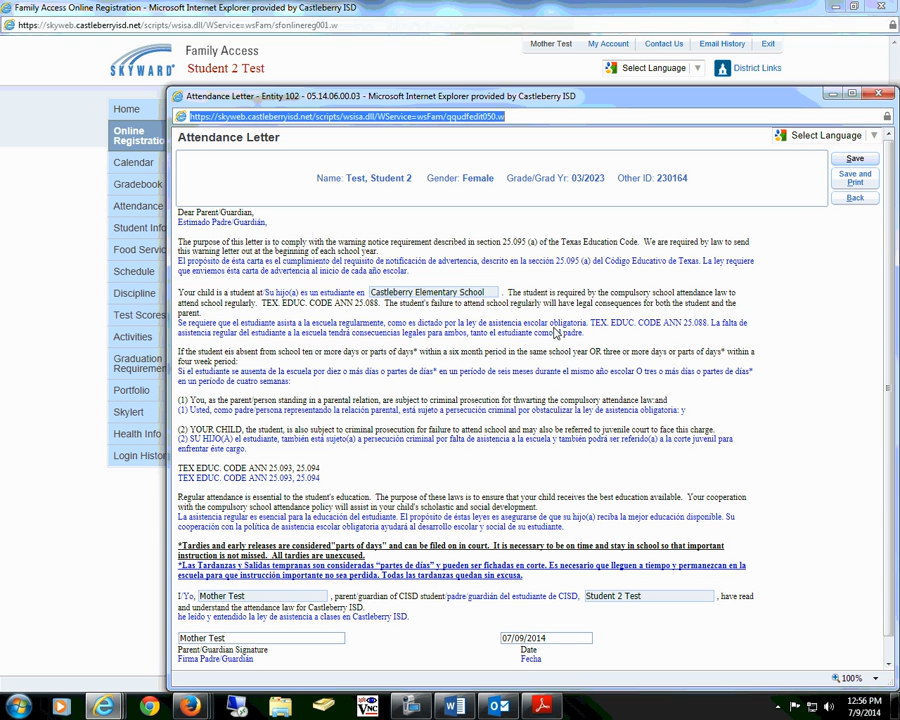 Family Access Online Registration - Microsoft Internet Explorer provided by Castleberry ISD
https://skyweb.castleberryisd.net/scripts/wsisa.dll/WService=wsFam/sfonlinereg001.w
SKYWARD
Family Access
Student 2 Test
Mother Test My Account Contact Us Email History Exit
Select Language District Links
Home
Online
Registratio
Calendar
Gradebook
Attendance
Student Info
Food Servic
Schedule
Discipline
Test Scores
Activities
Graduation
Requiremen
Portfolio
Skylert
Health Info
Login Histor
Attendance Letter - Entity 102 - 05.14.06.00.03 - Microsoft Internet Explorer provided by Castleberry ISD
https://skyweb.castleberryisd.net/scripts/wsisa.dll/WService=wsFam/qqudfedit050.w
Attendance Letter
Select Language
Save
Save and
Print
Back
Name: Test, Student 2 Gender: Female Grade/Grad Yr: 03/2023 Other ID: 230164
Dear Parent/Guardian,
Estimado Padre/Guardián,
The purpose of this letter is to comply with the warning notice requirement described in section 25.095 (a) of the Texas Education Code. We are required by law to send
this warning letter out at the beginning of each school year.
El propósito de ésta carta es el cumplimiento del requisito de notificación de advertencia, descrito en la sección 25.095 (a) del Código Educativo de Texas. La ley requiere
que enviemos ésta carta de advertencia al inicio de cada año escolar.
Your child is a student at/Su hijo(a) es un estudiante en Castleberry Elementary School . The student is required by the compulsory school attendance law to
attend school regularly. TEX. EDUC. CODE ANN 25.088. The student's failure to attend school regularly will have legal consequences for both the student and the
parent.
Se requiere que el estudiante asista a la escuela regularmente, como es dictado por la ley de asistencia escolar obligatoria. TEX. EDUC. CODE ANN 25.088. La falta de
asistencia regular del estudiante a la escuela tendrá consecuencias legales para ambos, tanto el estudiante como el padre.
If the student eis absent from school ten or more days or parts of days* within a six month period in the same school year OR three or more days or parts of days* within a
four week period:
Si el estudiante se ausenta de la escuela por diez o más días o partes de días* en un período de seis meses durante el mismo año escolar O tres o más días o partes de días*
en un período de cuatro semanas:
(1) You, as the parent/person standing in a parental relation, are subject to criminal prosecution for thwarting the compulsory attendance law:and
(1) Usted, como padre/persona representando la relación parental, está sujeto a persecución criminal por obstaculizar la ley de asistencia obligatoria: y
(2) YOUR CHILD, the student, is also subject to criminal prosecution for failure to attend school and may also be referred to juvenile court to face this charge.
(2) SU HIJO(A) el estudiante, también está sujeto(a) a persecución criminal por falta de asistencia a la escuela y también podrá ser referido(a) a la corte juvenil para
enfrentar éste cargo.
TEX EDUC. CODE ANN 25.093, 25.094
TEX EDUC. CODE ANN 25.093, 25.094
Regular attendance is essential to the student's education. The purpose of these laws is to ensure that your child receives the best education available. Your cooperation
with the compulsory school attendance policy will assist in your child's scholastic and social development.
La asistencia regular es esencial para la educación del estudiante. El propósito de éstas leyes es asegurarse de que su hijo(a) reciba la mejor educación disponible. Su
cooperación con la política de asistencia escolar obligatoria ayudará al desarrollo escolar y social de su estudiante.
*Tardies and early releases are considered"parts of days" and can be filed on in court. It is necessary to be on time and stay in school so that important
instruction is not missed. All tardies are unexcused.
*Las Tardanzas y Salidas tempranas son consideradas “partes de días” y pueden ser fichadas en corte. Es necesario que lleguen a tiempo y permanezcan en la
escuela para que instrucción importante no sea perdida. Todas las tardanzas quedan sin excusa.
I/Yo, Mother Test , parent/guardian of CISD student/padre/guardián del estudiante de CISD, Student 2 Test , have read
and understand the attendance law for Castleberry ISD.
he leído y entendido la ley de asistencia a clases en Castleberry ISD.
Mother Test 07/09/2014
Parent/Guardian Signature Date
Firma Padre/Guardián Fecha
100%
12:56 PM
7/9/2014